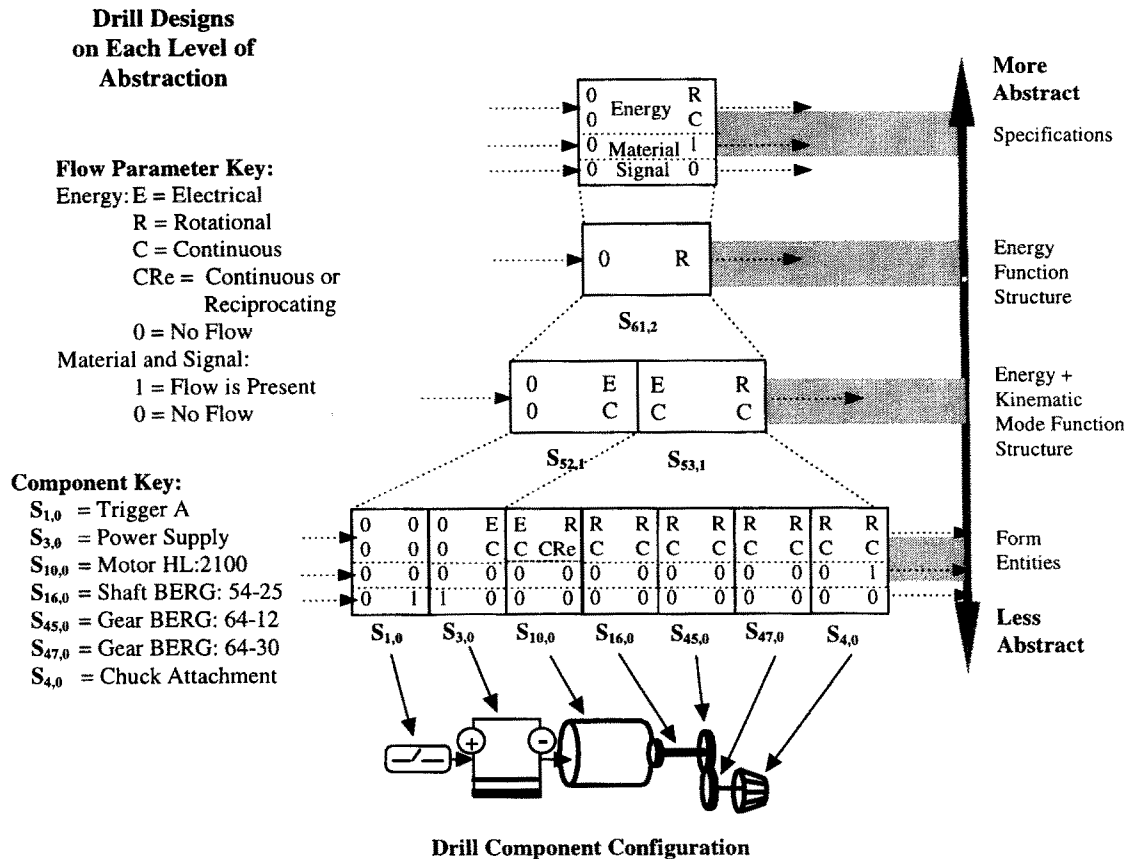 Drill Designs
on Each Level of
Abstraction
More
Abstract
Specifications
0 Energy R
0 C
0 Material 1
0 Signal 0
Flow Parameter Key:
Energy: E = Electrical
R = Rotational
C = Continuous
CRe = Continuous or
Reciprocating
0 = No Flow
Material and Signal:
1 = Flow is Present
0 = No Flow
0 R
S61,2
Energy
Function
Structure
0 E E R
0 C C C
S52,1 S53,1
Energy +
Kinematic
Mode Function
Structure
Component Key:
S1,0 = Trigger A
S3,0 = Power Supply
S10,0 = Motor HL:2100
S16,0 = Shaft BERG: 54-25
S45,0 = Gear BERG: 64-12
S47,0 = Gear BERG: 64-30
S4,0 = Chuck Attachment
0 0 0 E E R R R R R R R R R
0 0 0 C C CRe C C C C C C C C
0 0 0 0 0 0 0 0 0 0 0 0 0 1
0 1 1 0 0 0 0 0 0 0 0 0 0 0
S1,0 S3,0 S10,0 S16,0 S45,0 S47,0 S4,0
Form
Entities
Less
Abstract
+ -
Drill Component Configuration